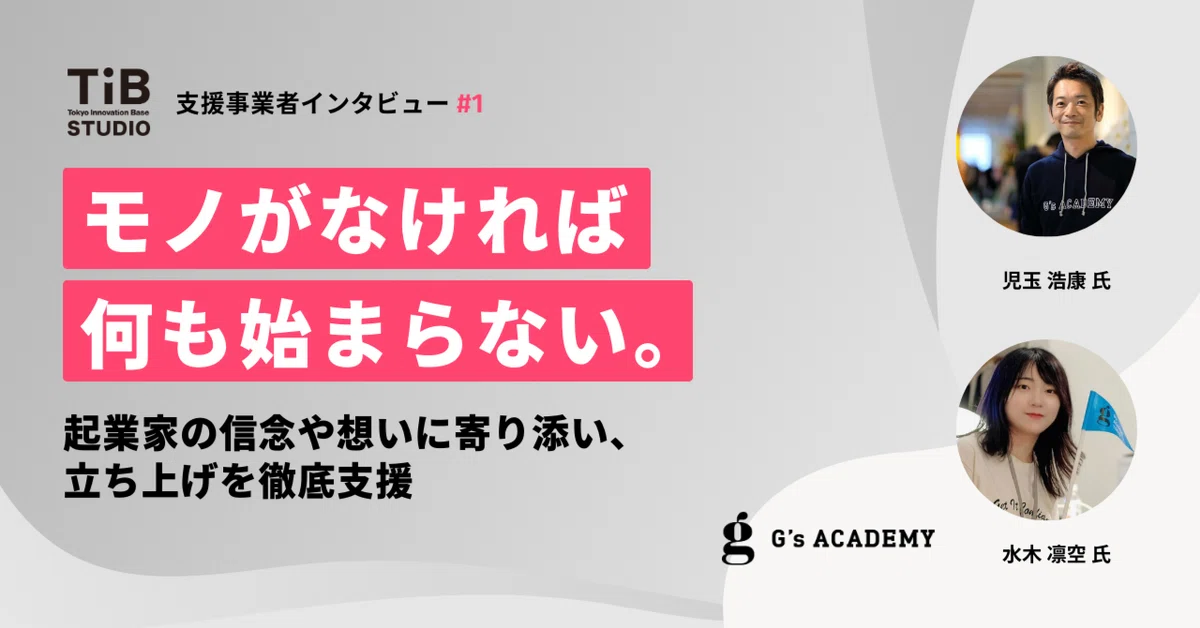 TiB
Tokyo Innovation Base
STUDIO
支援事業者インタビュー #1
モノがなければ
何も始まらない。
起業家の信念や想いに寄り添い、
立ち上げを徹底支援
G's ACADEMY
児玉 浩康 氏
g
G's ACADEMY
水木 凛空 氏